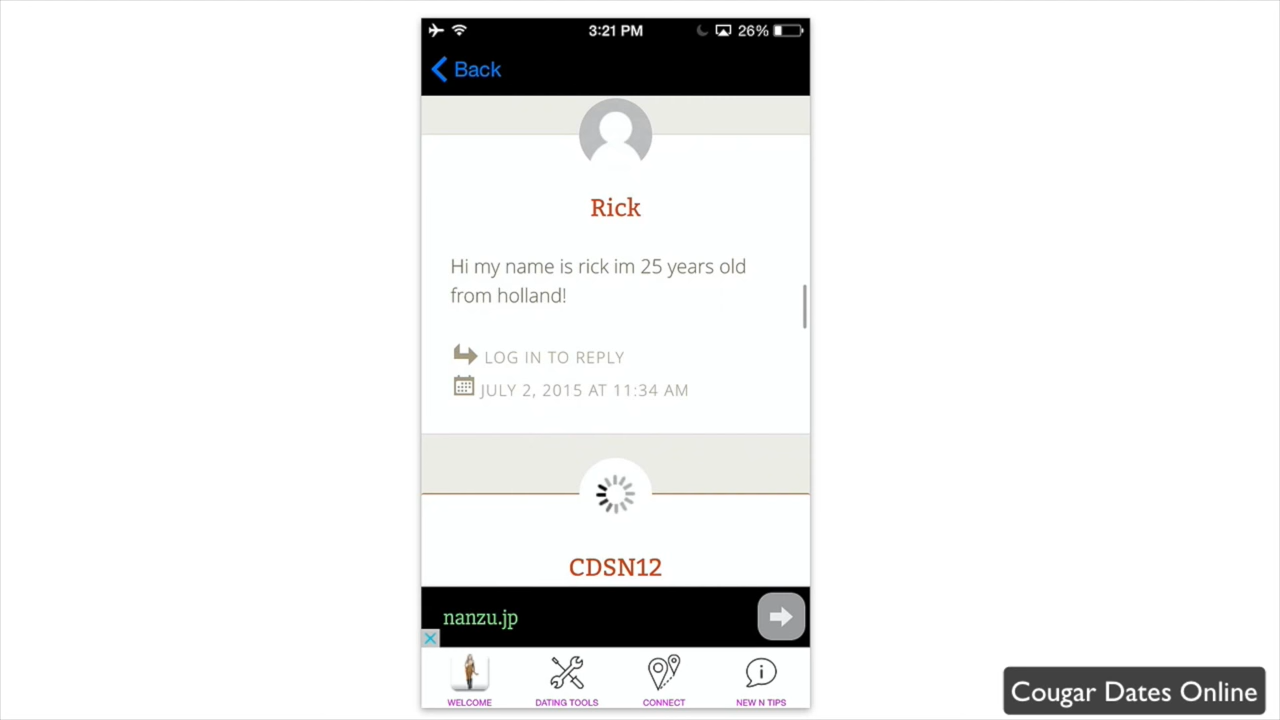 3:21 PM
26%
Back
Rick
Hi my name is rick im 25 years old
from holland!
LOG IN TO REPLY
JULY 2, 2015 AT 11:34 AM
CDSN12
nanzu.jp
WELCOME
DATING TOOLS
CONNECT
NEW N TIPS
Cougar Dates Online